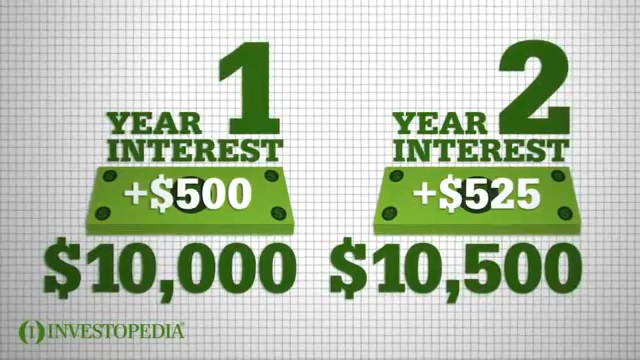 YEAR 1
INTEREST
+$500
$10,000
YEAR 2
INTEREST
+$525
$10,500
INVESTOPEDIA